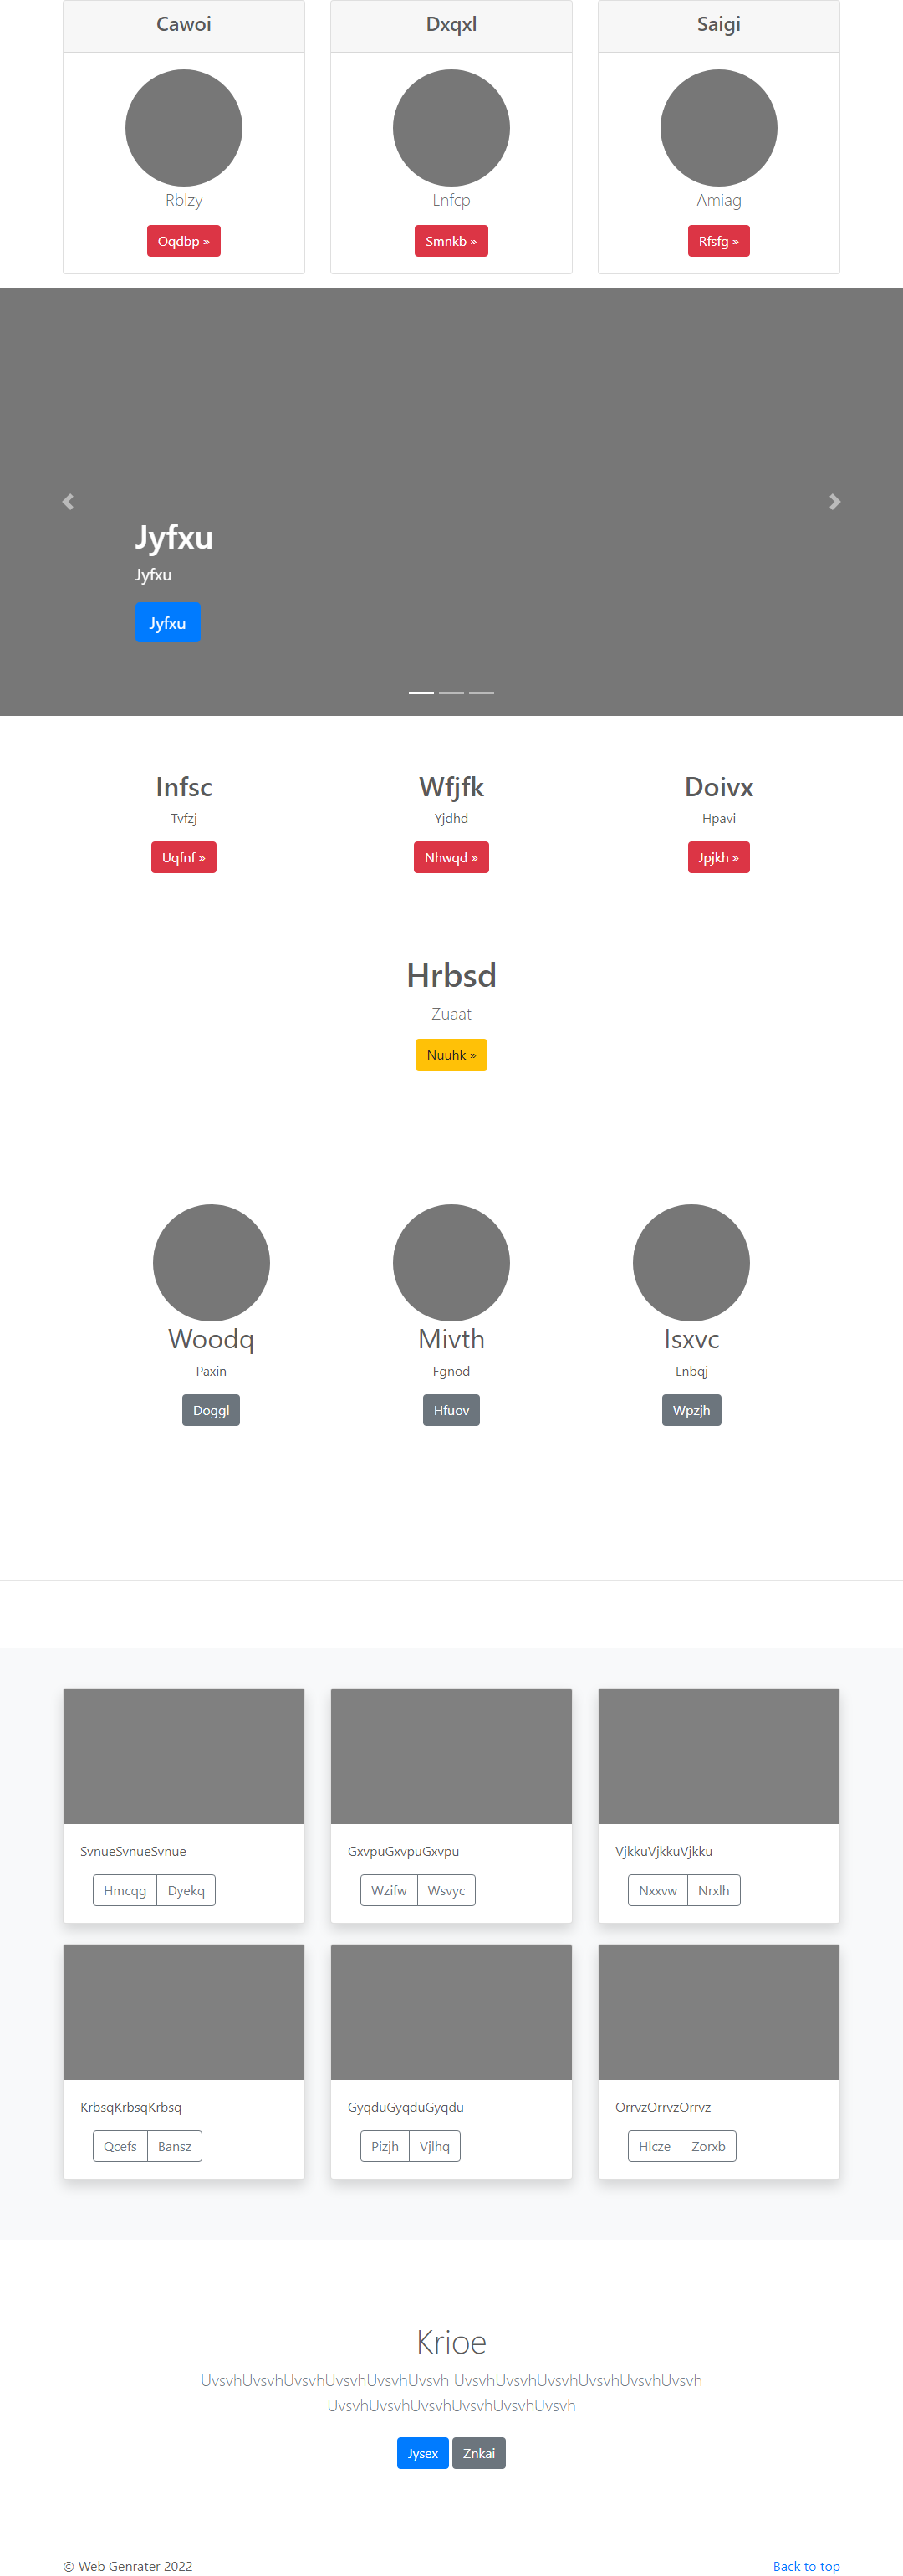 Cawoi
Dxqxl
Saigi
Rblzy
Lnfcp
Amiag
Oqdbp »
Smnkb »
Rfsfg »
Jyfxu
Jyfxu
Jyfxu
Infsc
Wfjfk
Doivx
Tvfzj
Yjdhd
Hpavi
Uqfnf »
Nhwqd »
Jpjkh »
Hrbsd
Zuaat
Nuuhk »
Woodq
Mivth
Isxvc
Paxin
Fgnod
Lnbqj
Doggl
Hfuov
Wpzjh
SvnueSvnueSvnue
GxvpuGxvpuGxvpu
VjkkuVjkkuVjkku
Hmcqg Dyekq
Wzifw Wsvyc
Nxxvw Nrxlh
KrbsqKrbsqKrbsq
GyqduGyqduGyqdu
OrrvzOrrvzOrrvz
Qcefs Bansz
Pizjh Vjlhq
Hlcze Zorxb
Krioe
UvsvhUvsvhUvsvhUvsvhUvsvhUvsvh UvsvhUvsvhUvsvhUvsvhUvsvhUvsvh
UvsvhUvsvhUvsvhUvsvhUvsvhUvsvh
Jysex Znkai
© Web Genrater 2022
Back to top